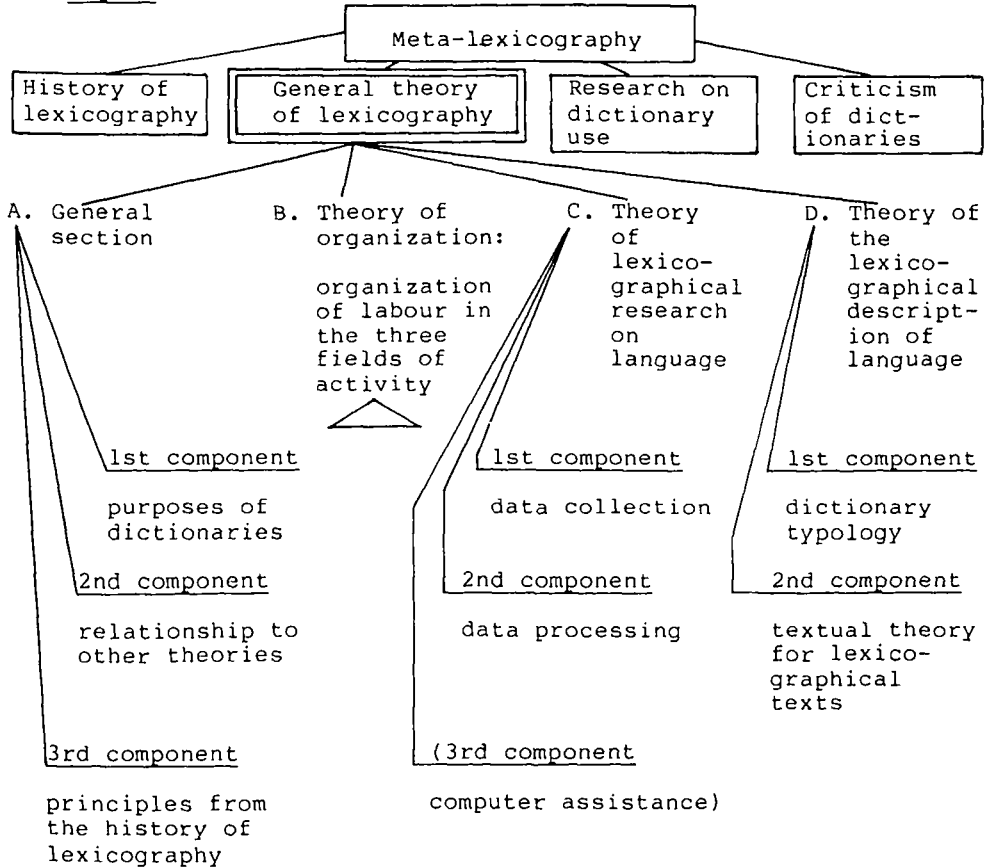 Meta-lexicography
History of
lexicography
General theory
of lexicography
Research on
dictionary
use
Criticism
of dict-
ionaries
A. General
section
B. Theory of
organization:
organization
of labour in
the three
fields of
activity
C. Theory
of
lexico-
graphical
research
on
language
D. Theory of
the
lexico-
graphical
descript-
ion of
language
1st component
purposes of
dictionaries
2nd component
relationship to
other theories
3rd component
principles from
the history of
lexicography
1st component
data collection
2nd component
data processing
(3rd component
computer assistance)
1st component
dictionary
typology
2nd component
textual theory
for lexico-
graphical
texts